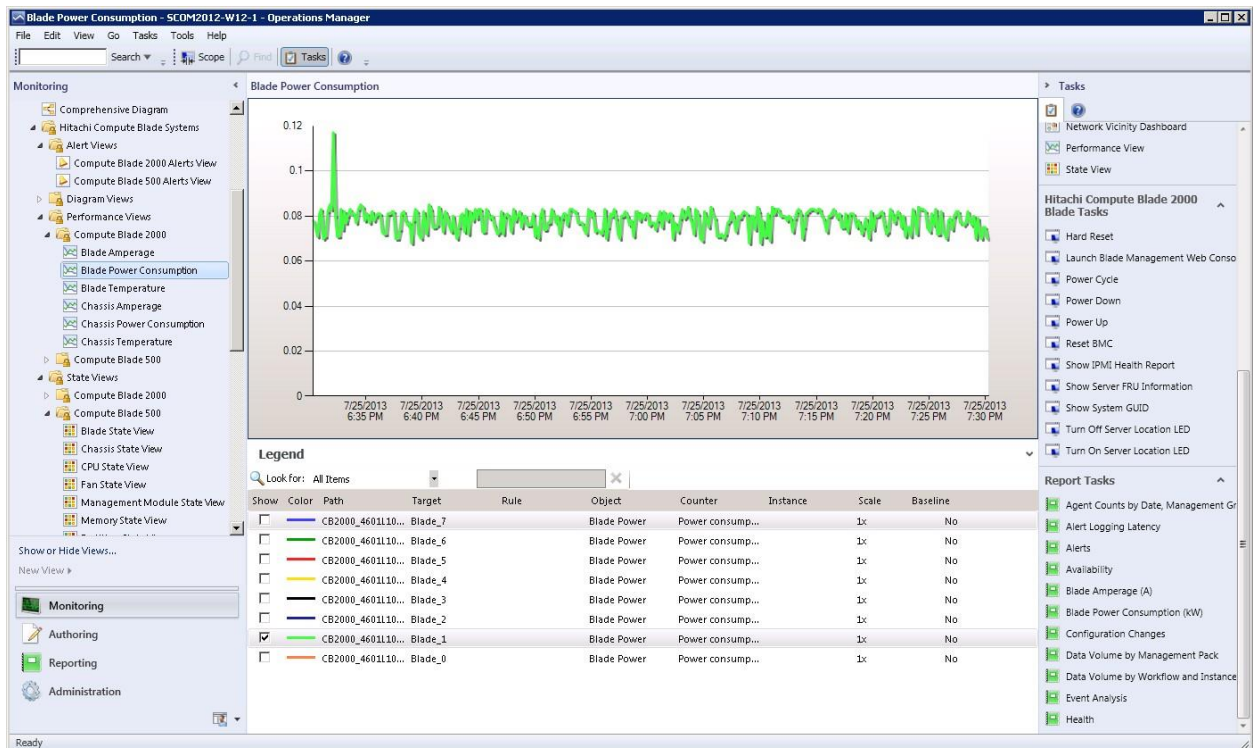 Blade Power Consumption - SCOM2012-W12-1 - Operations Manager
File Edit View Go Tasks Tools Help
Search Scope Find Tasks
Monitoring
Comprehensive Diagram
Hitachi Compute Blade Systems
Alert Views
Compute Blade 2000 Alerts View
Compute Blade 500 Alerts View
Diagram Views
Performance Views
Compute Blade 2000
Blade Amperage
Blade Power Consumption
Blade Temperature
Chassis Amperage
Chassis Power Consumption
Chassis Temperature
Compute Blade 500
State Views
Compute Blade 2000
Compute Blade 500
Blade State View
Chassis State View
CPU State View
Fan State View
Management Module State View
Memory State View
Show or Hide Views...
New View
Monitoring
Authoring
Reporting
Administration
Ready
Blade Power Consumption
0.12
0.1
0.08
0.06
0.04
0.02
0
7/25/2013 7/25/2013 7/25/2013 7/25/2013 7/25/2013 7/25/2013 7/25/2013 7/25/2013 7/25/2013 7/25/2013 7/25/2013 7/25/2013
6:35 PM 6:40 PM 6:45 PM 6:50 PM 6:55 PM 7:00 PM 7:05 PM 7:10 PM 7:15 PM 7:20 PM 7:25 PM 7:30 PM
Legend
Look for: All Items
Show Color Path Target Rule Object Counter Instance Scale Baseline
CB2000_4601L10... Blade_7 Blade Power Power consump... 1x No
CB2000_4601L10... Blade_6 Blade Power Power consump... 1x No
CB2000_4601L10... Blade_5 Blade Power Power consump... 1x No
CB2000_4601L10... Blade_4 Blade Power Power consump... 1x No
CB2000_4601L10... Blade_3 Blade Power Power consump... 1x No
CB2000_4601L10... Blade_2 Blade Power Power consump... 1x No
CB2000_4601L10... Blade_1 Blade Power Power consump... 1x No
CB2000_4601L10... Blade_0 Blade Power Power consump... 1x No
Tasks
Network Vicinity Dashboard
Performance View
State View
Hitachi Compute Blade 2000
Blade Tasks
Hard Reset
Launch Blade Management Web Conso
Power Cycle
Power Down
Power Up
Reset BMC
Show IPMI Health Report
Show Server FRU Information
Show System GUID
Turn Off Server Location LED
Turn On Server Location LED
Report Tasks
Agent Counts by Date, Management Gr
Alert Logging Latency
Alerts
Availability
Blade Amperage (A)
Blade Power Consumption (kW)
Configuration Changes
Data Volume by Management Pack
Data Volume by Workflow and Instance
Event Analysis
Health